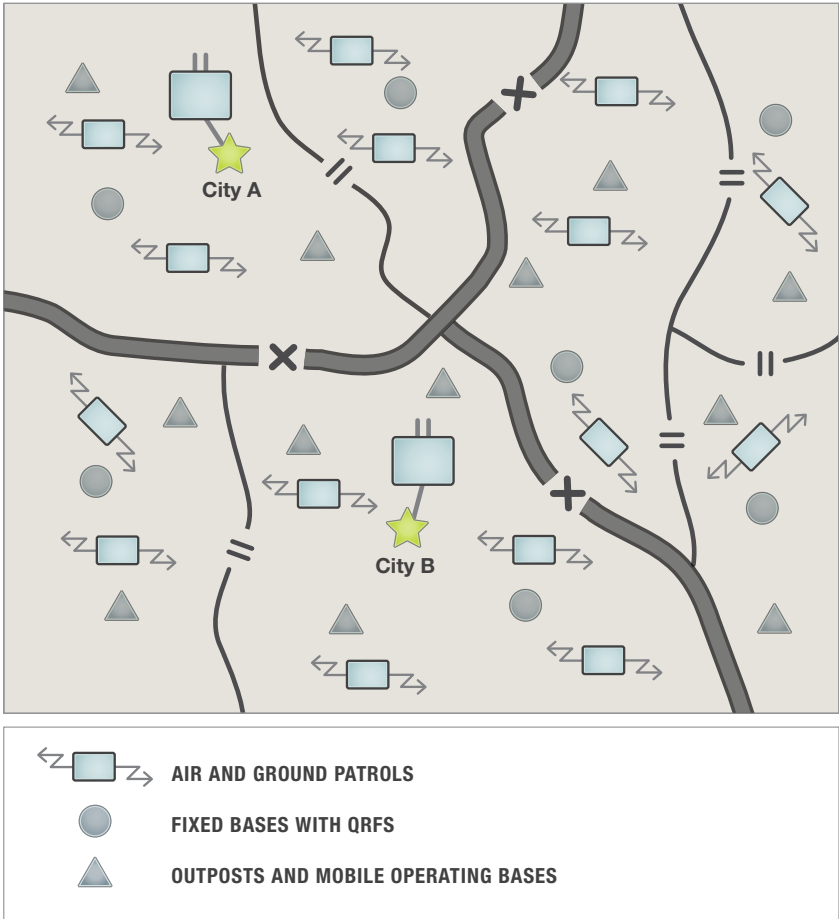 City A
City B
AIR AND GROUND PATROLS
FIXED BASES WITH QRFS
OUTPOSTS AND MOBILE OPERATING BASES